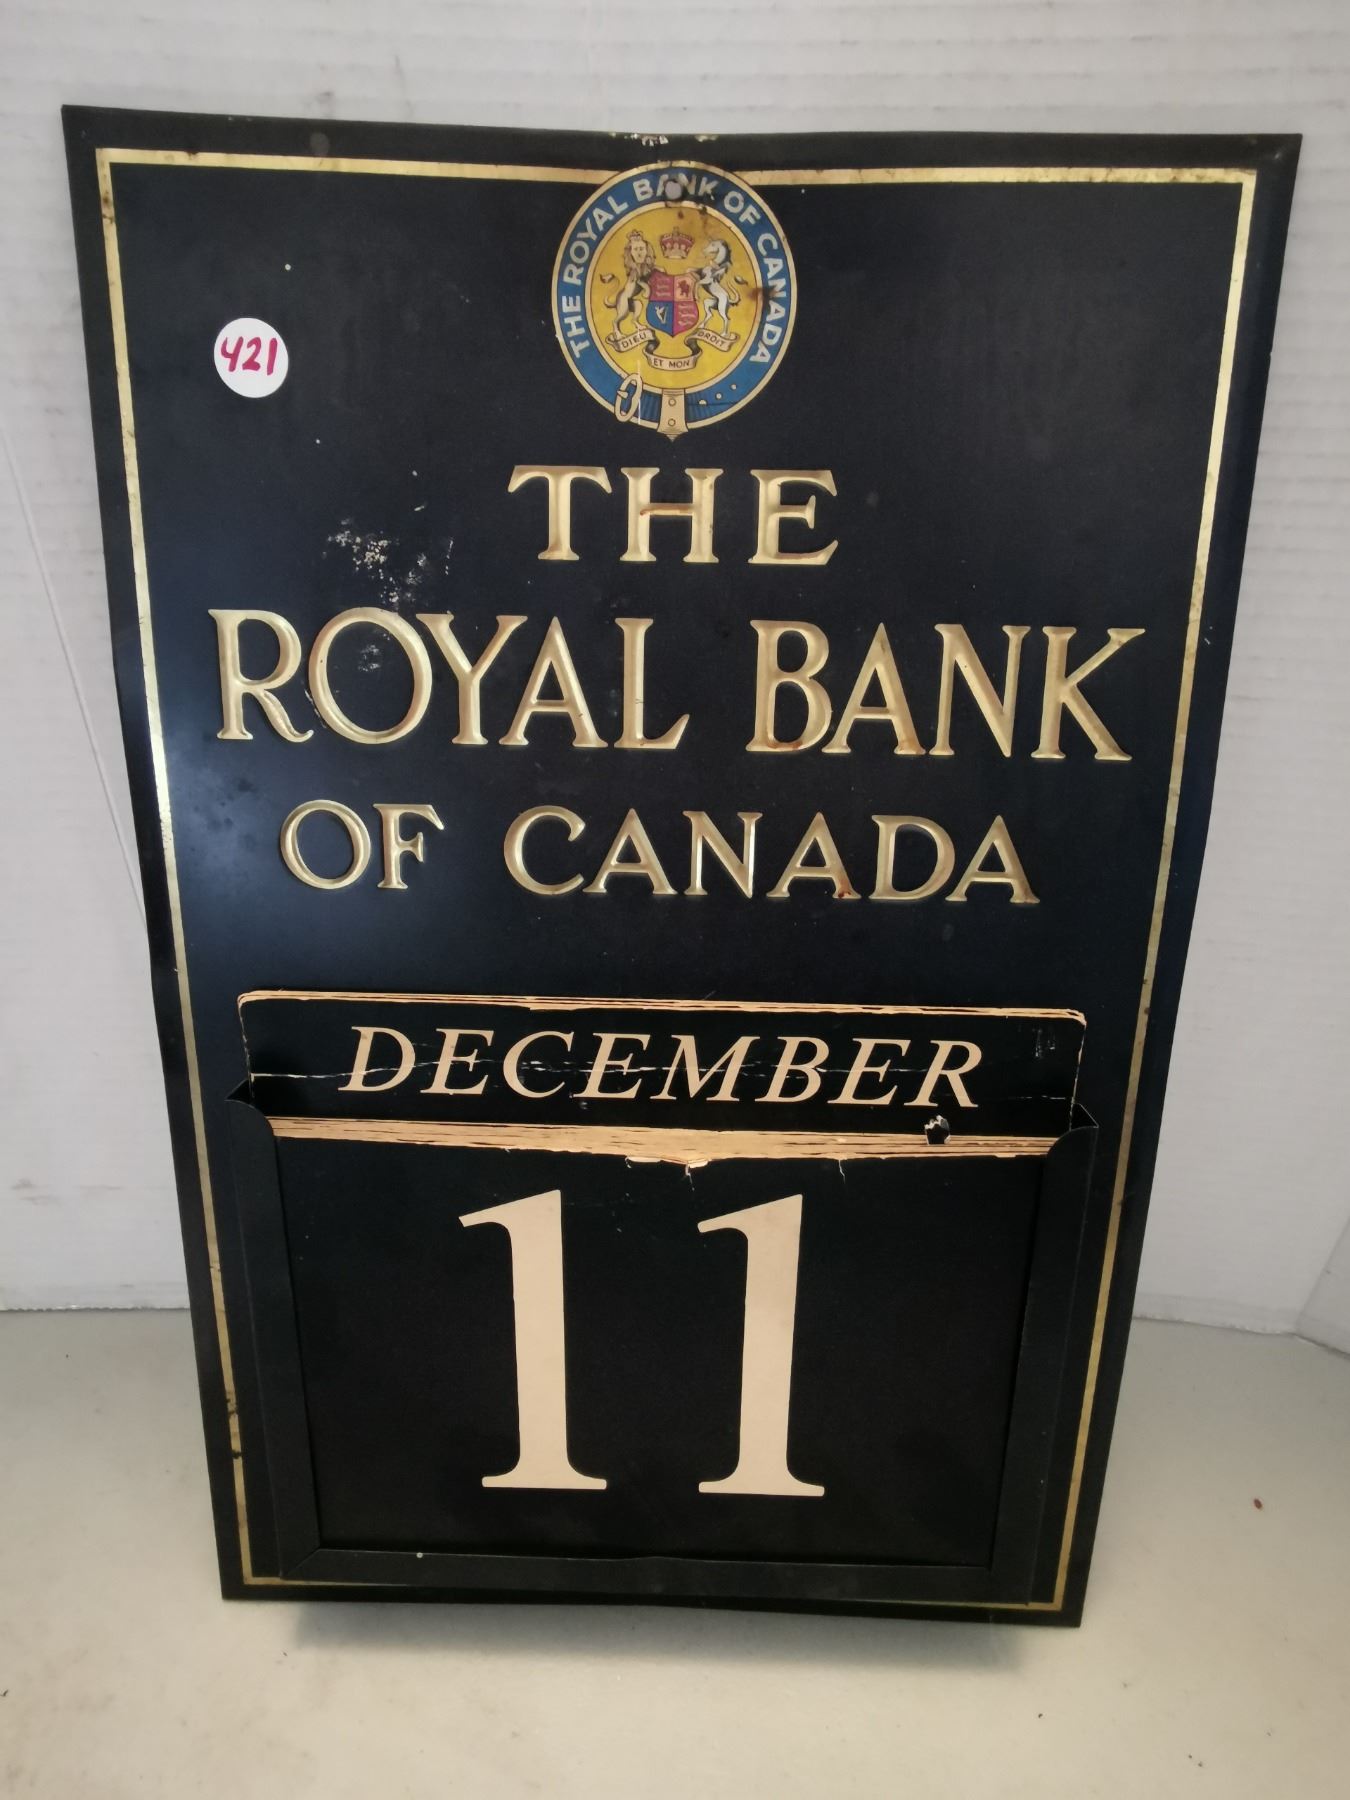 THE ROYAL BANK OF CANADA
DIEU ET MON DROIT
421
THE
ROYAL BANK
OF CANADA
DECEMBER
11